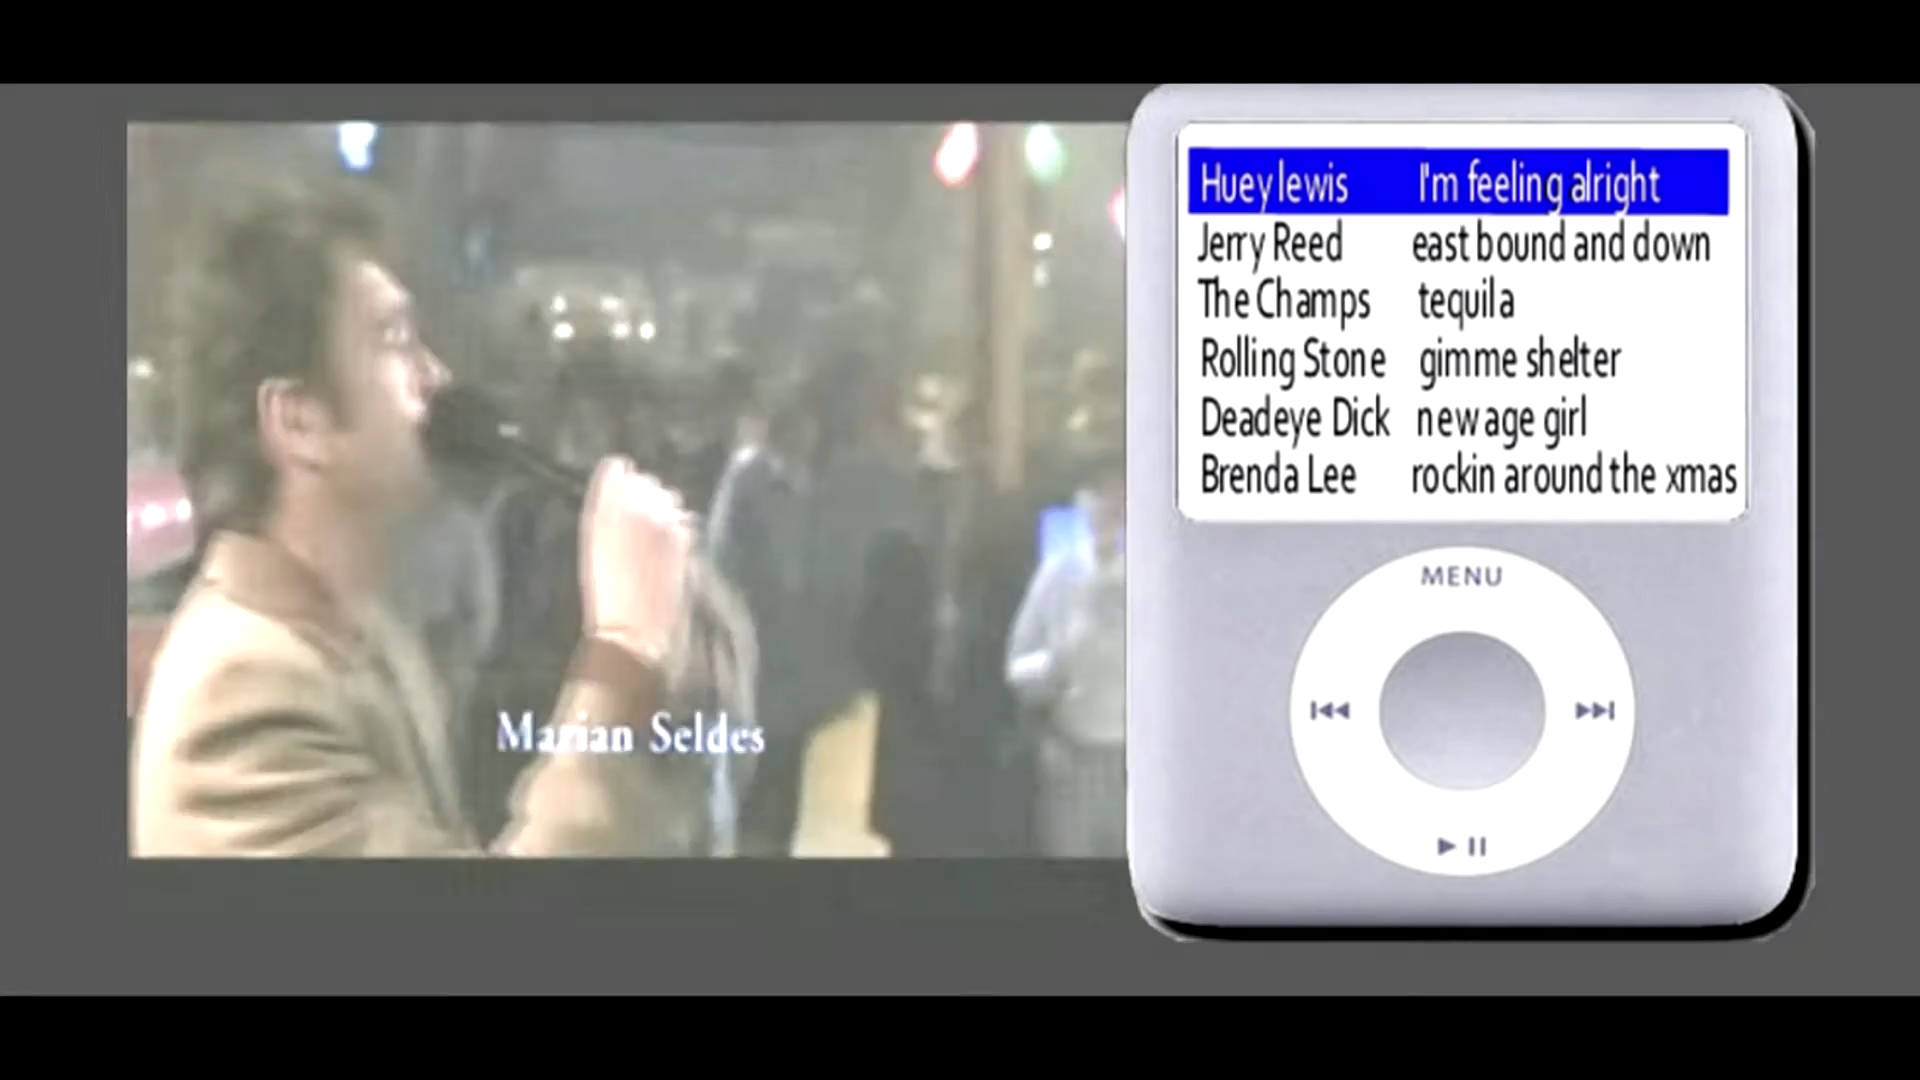 Huey lewis I'm feeling alright
Jerry Reed east bound and down
The Champs tequila
Rolling Stone gimme shelter
Deadeye Dick new age girl
Brenda Lee rockin around the xmas
MENU
Marian Seldes